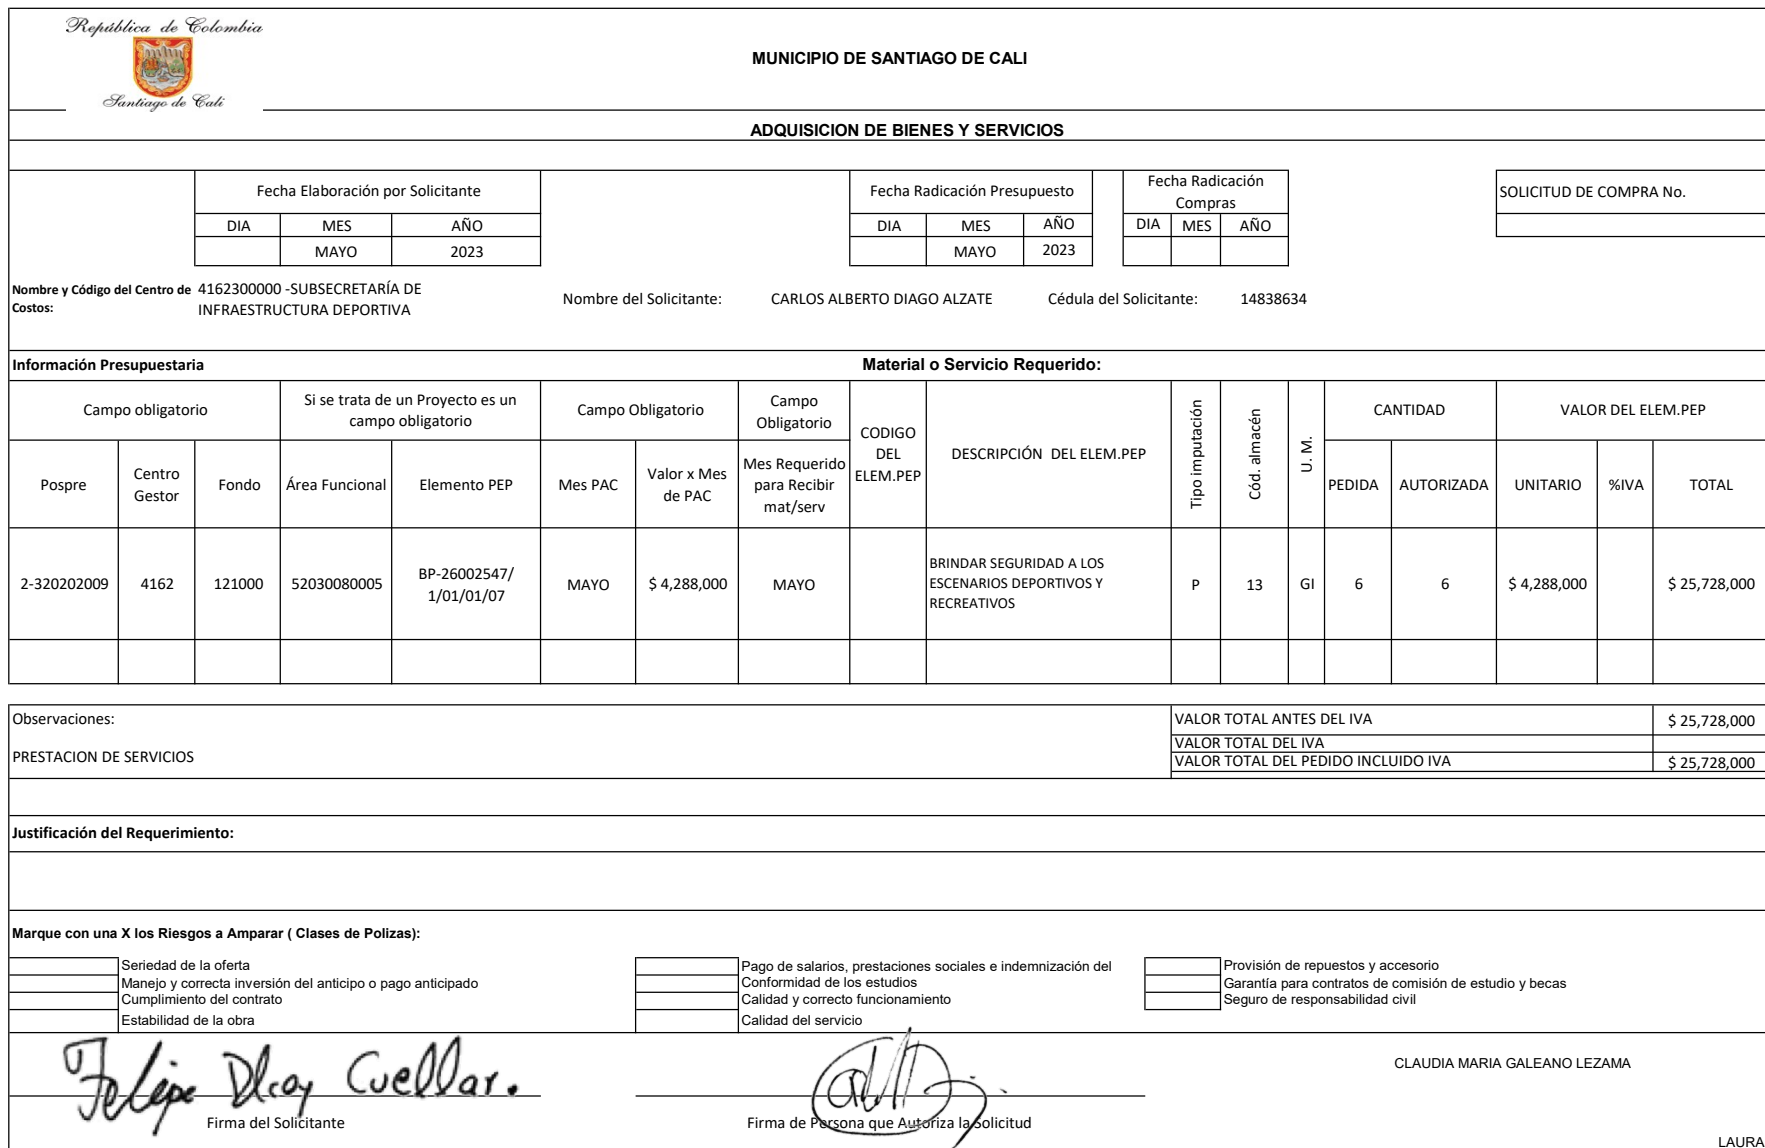 República de Colombia
Santiago de Cali
MUNICIPIO DE SANTIAGO DE CALI
ADQUISICION DE BIENES Y SERVICIOS
Fecha Elaboración por Solicitante
DIA MES AÑO
MAYO 2023
Fecha Radicación Presupuesto
DIA MES AÑO
MAYO 2023
Fecha Radicación
Compras
DIA MES AÑO
SOLICITUD DE COMPRA No.
Nombre y Código del Centro de
Costos:
4162300000 -SUBSECRETARÍA DE
INFRAESTRUCTURA DEPORTIVA
Nombre del Solicitante: CARLOS ALBERTO DIAGO ALZATE Cédula del Solicitante: 14838634
Información Presupuestaria
Material o Servicio Requerido:
Campo obligatorio
Si se trata de un Proyecto es un
campo obligatorio
Campo Obligatorio
Campo
Obligatorio
CODIGO
DEL
ELEM.PEP
DESCRIPCIÓN DEL ELEM.PEP
Tipo imputación
Cód. almacén
U. M.
CANTIDAD
VALOR DEL ELEM.PEP
Pospre
Centro
Gestor
Fondo
Área Funcional
Elemento PEP
Mes PAC
Valor x Mes
de PAC
Mes Requerido
para Recibir
mat/serv
PEDIDA AUTORIZADA UNITARIO %IVA TOTAL
2-320202009 4162 121000 52030080005
BP-26002547/
1/01/01/07
MAYO $ 4,288,000 MAYO
BRINDAR SEGURIDAD A LOS
ESCENARIOS DEPORTIVOS Y
RECREATIVOS
P 13 GI 6 6 $ 4,288,000 $ 25,728,000
Observaciones:
PRESTACION DE SERVICIOS
VALOR TOTAL ANTES DEL IVA $ 25,728,000
VALOR TOTAL DEL IVA
VALOR TOTAL DEL PEDIDO INCLUIDO IVA $ 25,728,000
Justificación del Requerimiento:
Marque con una X los Riesgos a Amparar ( Clases de Polizas):
Seriedad de la oferta
Manejo y correcta inversión del anticipo o pago anticipado
Cumplimiento del contrato
Estabilidad de la obra
Pago de salarios, prestaciones sociales e indemnización del
Conformidad de los estudios
Calidad y correcto funcionamiento
Calidad del servicio
Provisión de repuestos y accesorio
Garantía para contratos de comisión de estudio y becas
Seguro de responsabilidad civil
Felipe Cuellar.
CLAUDIA MARIA GALEANO LEZAMA
Firma del Solicitante
Firma de Persona que Autoriza la Solicitud
LAURA